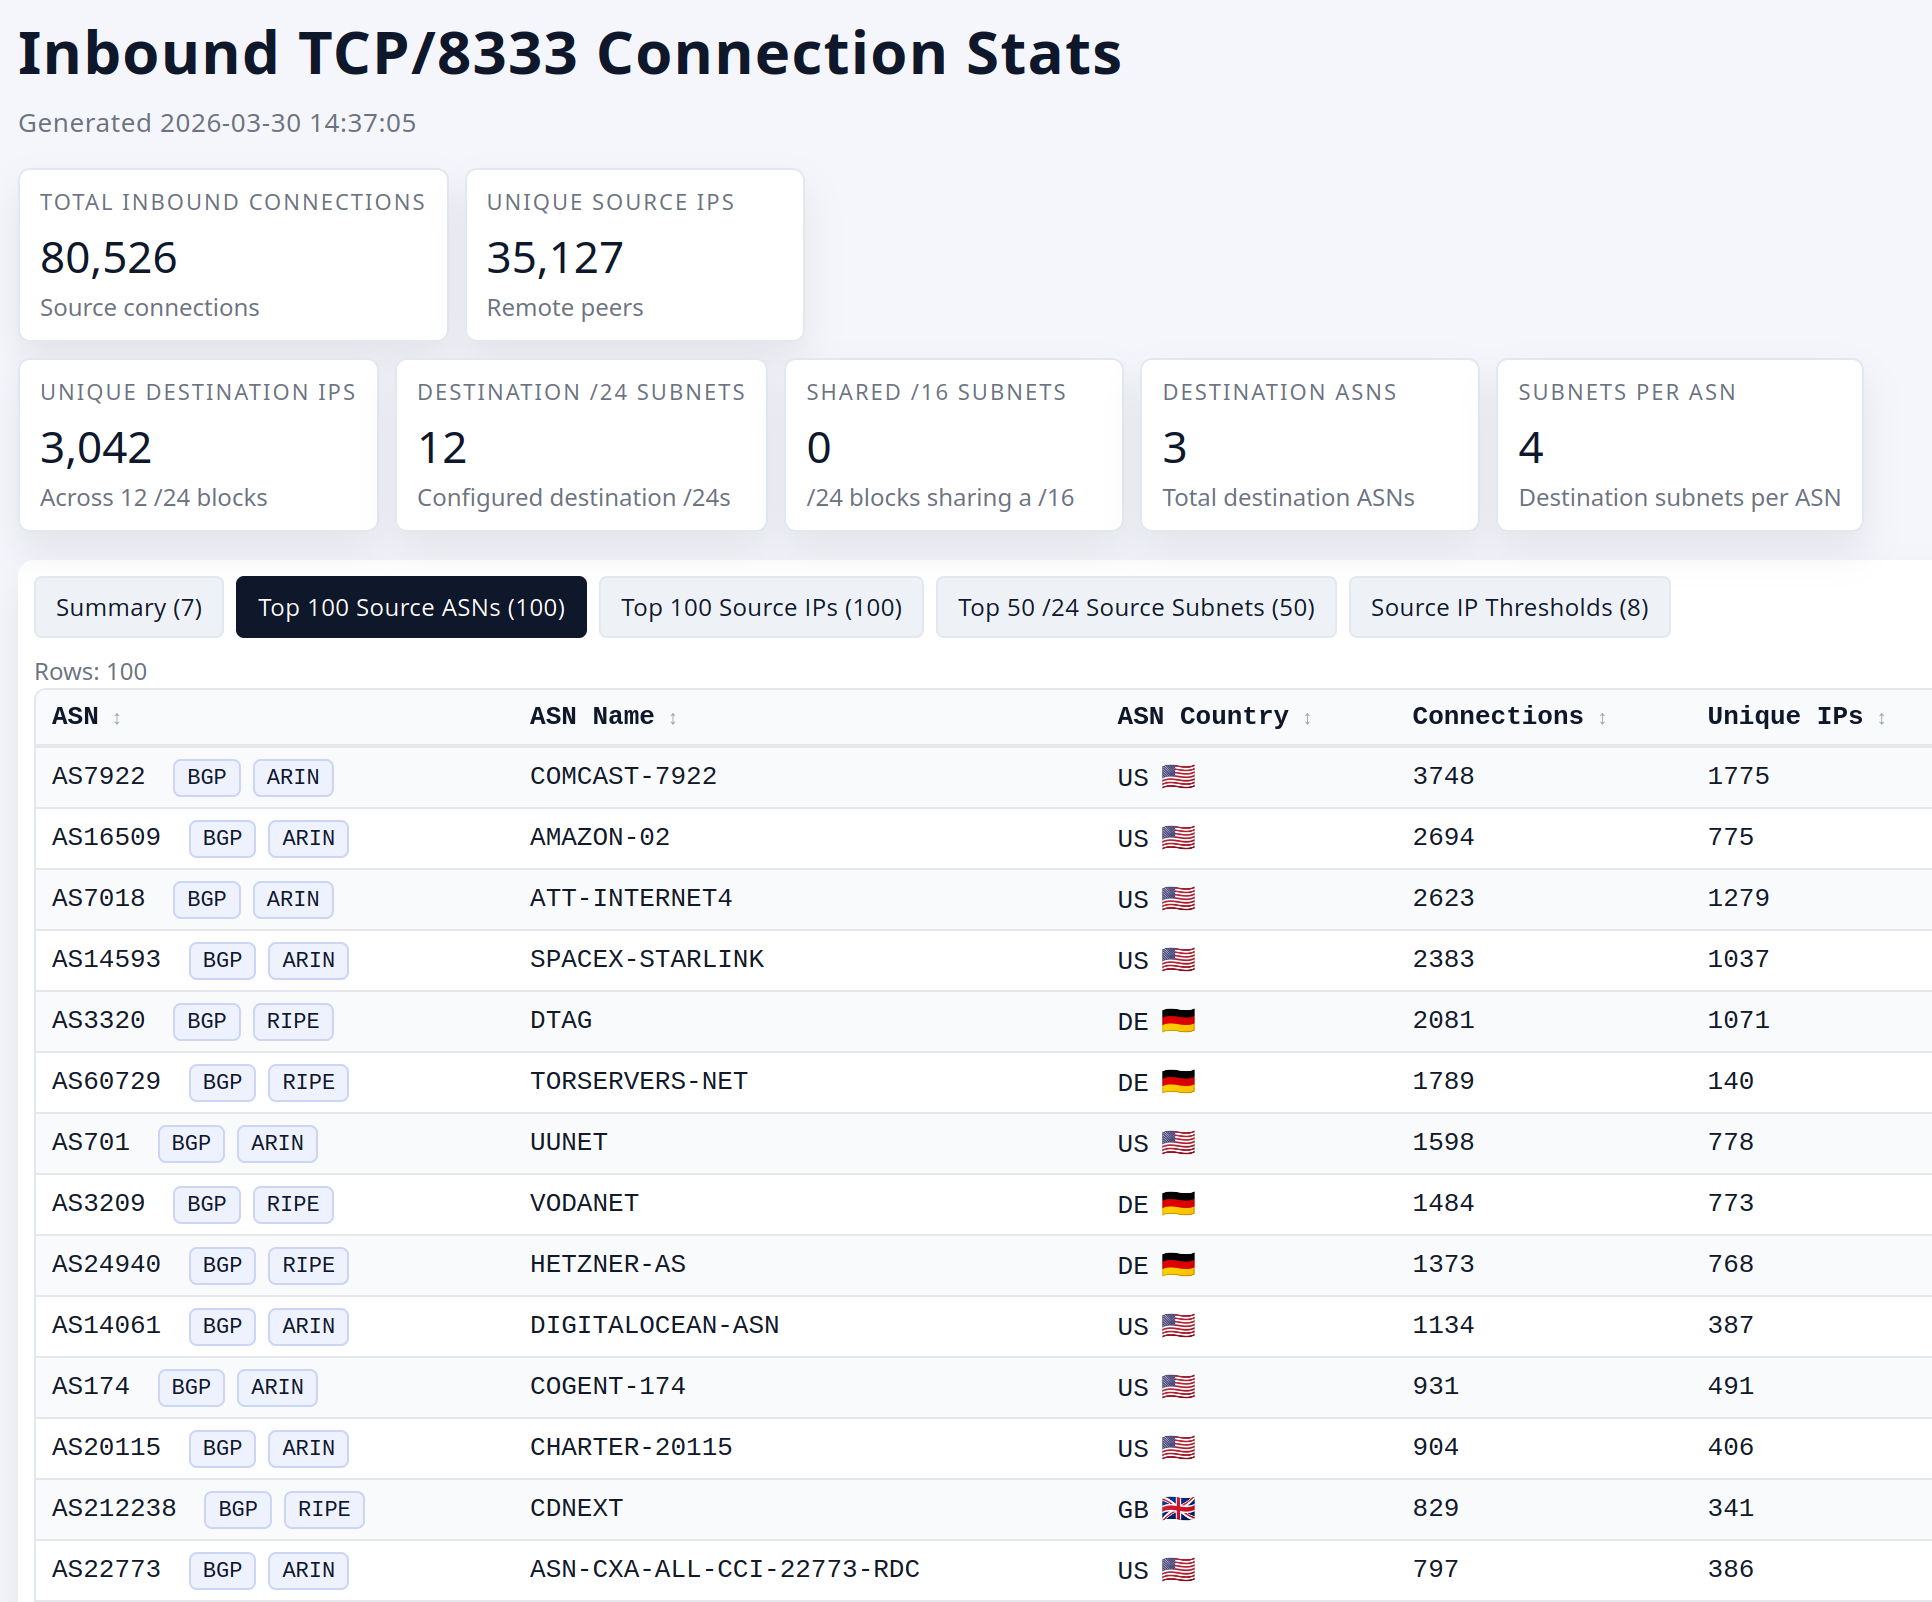 Inbound TCP/8333 Connection Stats
Generated 2026-03-30 14:37:05
TOTAL INBOUND CONNECTIONS
80,526
Source connections
UNIQUE SOURCE IPS
35,127
Remote peers
UNIQUE DESTINATION IPS
3,042
Across 12 /24 blocks
DESTINATION /24 SUBNETS
12
Configured destination /24s
SHARED /16 SUBNETS
0
/24 blocks sharing a /16
DESTINATION ASNS
3
Total destination ASNs
SUBNETS PER ASN
4
Destination subnets per ASN
Summary (7) Top 100 Source ASNs (100) Top 100 Source IPs (100) Top 50 /24 Source Subnets (50) Source IP Thresholds (8)
Rows: 100
ASN ↕ ASN Name ↕ ASN Country ↕ Connections ↕ Unique IPs ↕
AS7922 BGP ARIN COMCAST-7922 US 3748 1775
AS16509 BGP ARIN AMAZON-02 US 2694 775
AS7018 BGP ARIN ATT-INTERNET4 US 2623 1279
AS14593 BGP ARIN SPACEX-STARLINK US 2383 1037
AS3320 BGP RIPE DTAG DE 2081 1071
AS60729 BGP RIPE TORSERVERS-NET DE 1789 140
AS701 BGP ARIN UUNET US 1598 778
AS3209 BGP RIPE VODANET DE 1484 773
AS24940 BGP RIPE HETZNER-AS DE 1373 768
AS14061 BGP ARIN DIGITALOCEAN-ASN US 1134 387
AS174 BGP ARIN COGENT-174 US 931 491
AS20115 BGP ARIN CHARTER-20115 US 904 406
AS212238 BGP RIPE CDNEXT GB 829 341
AS22773 BGP ARIN ASN-CXA-ALL-CCI-22773-RDC US 797 386